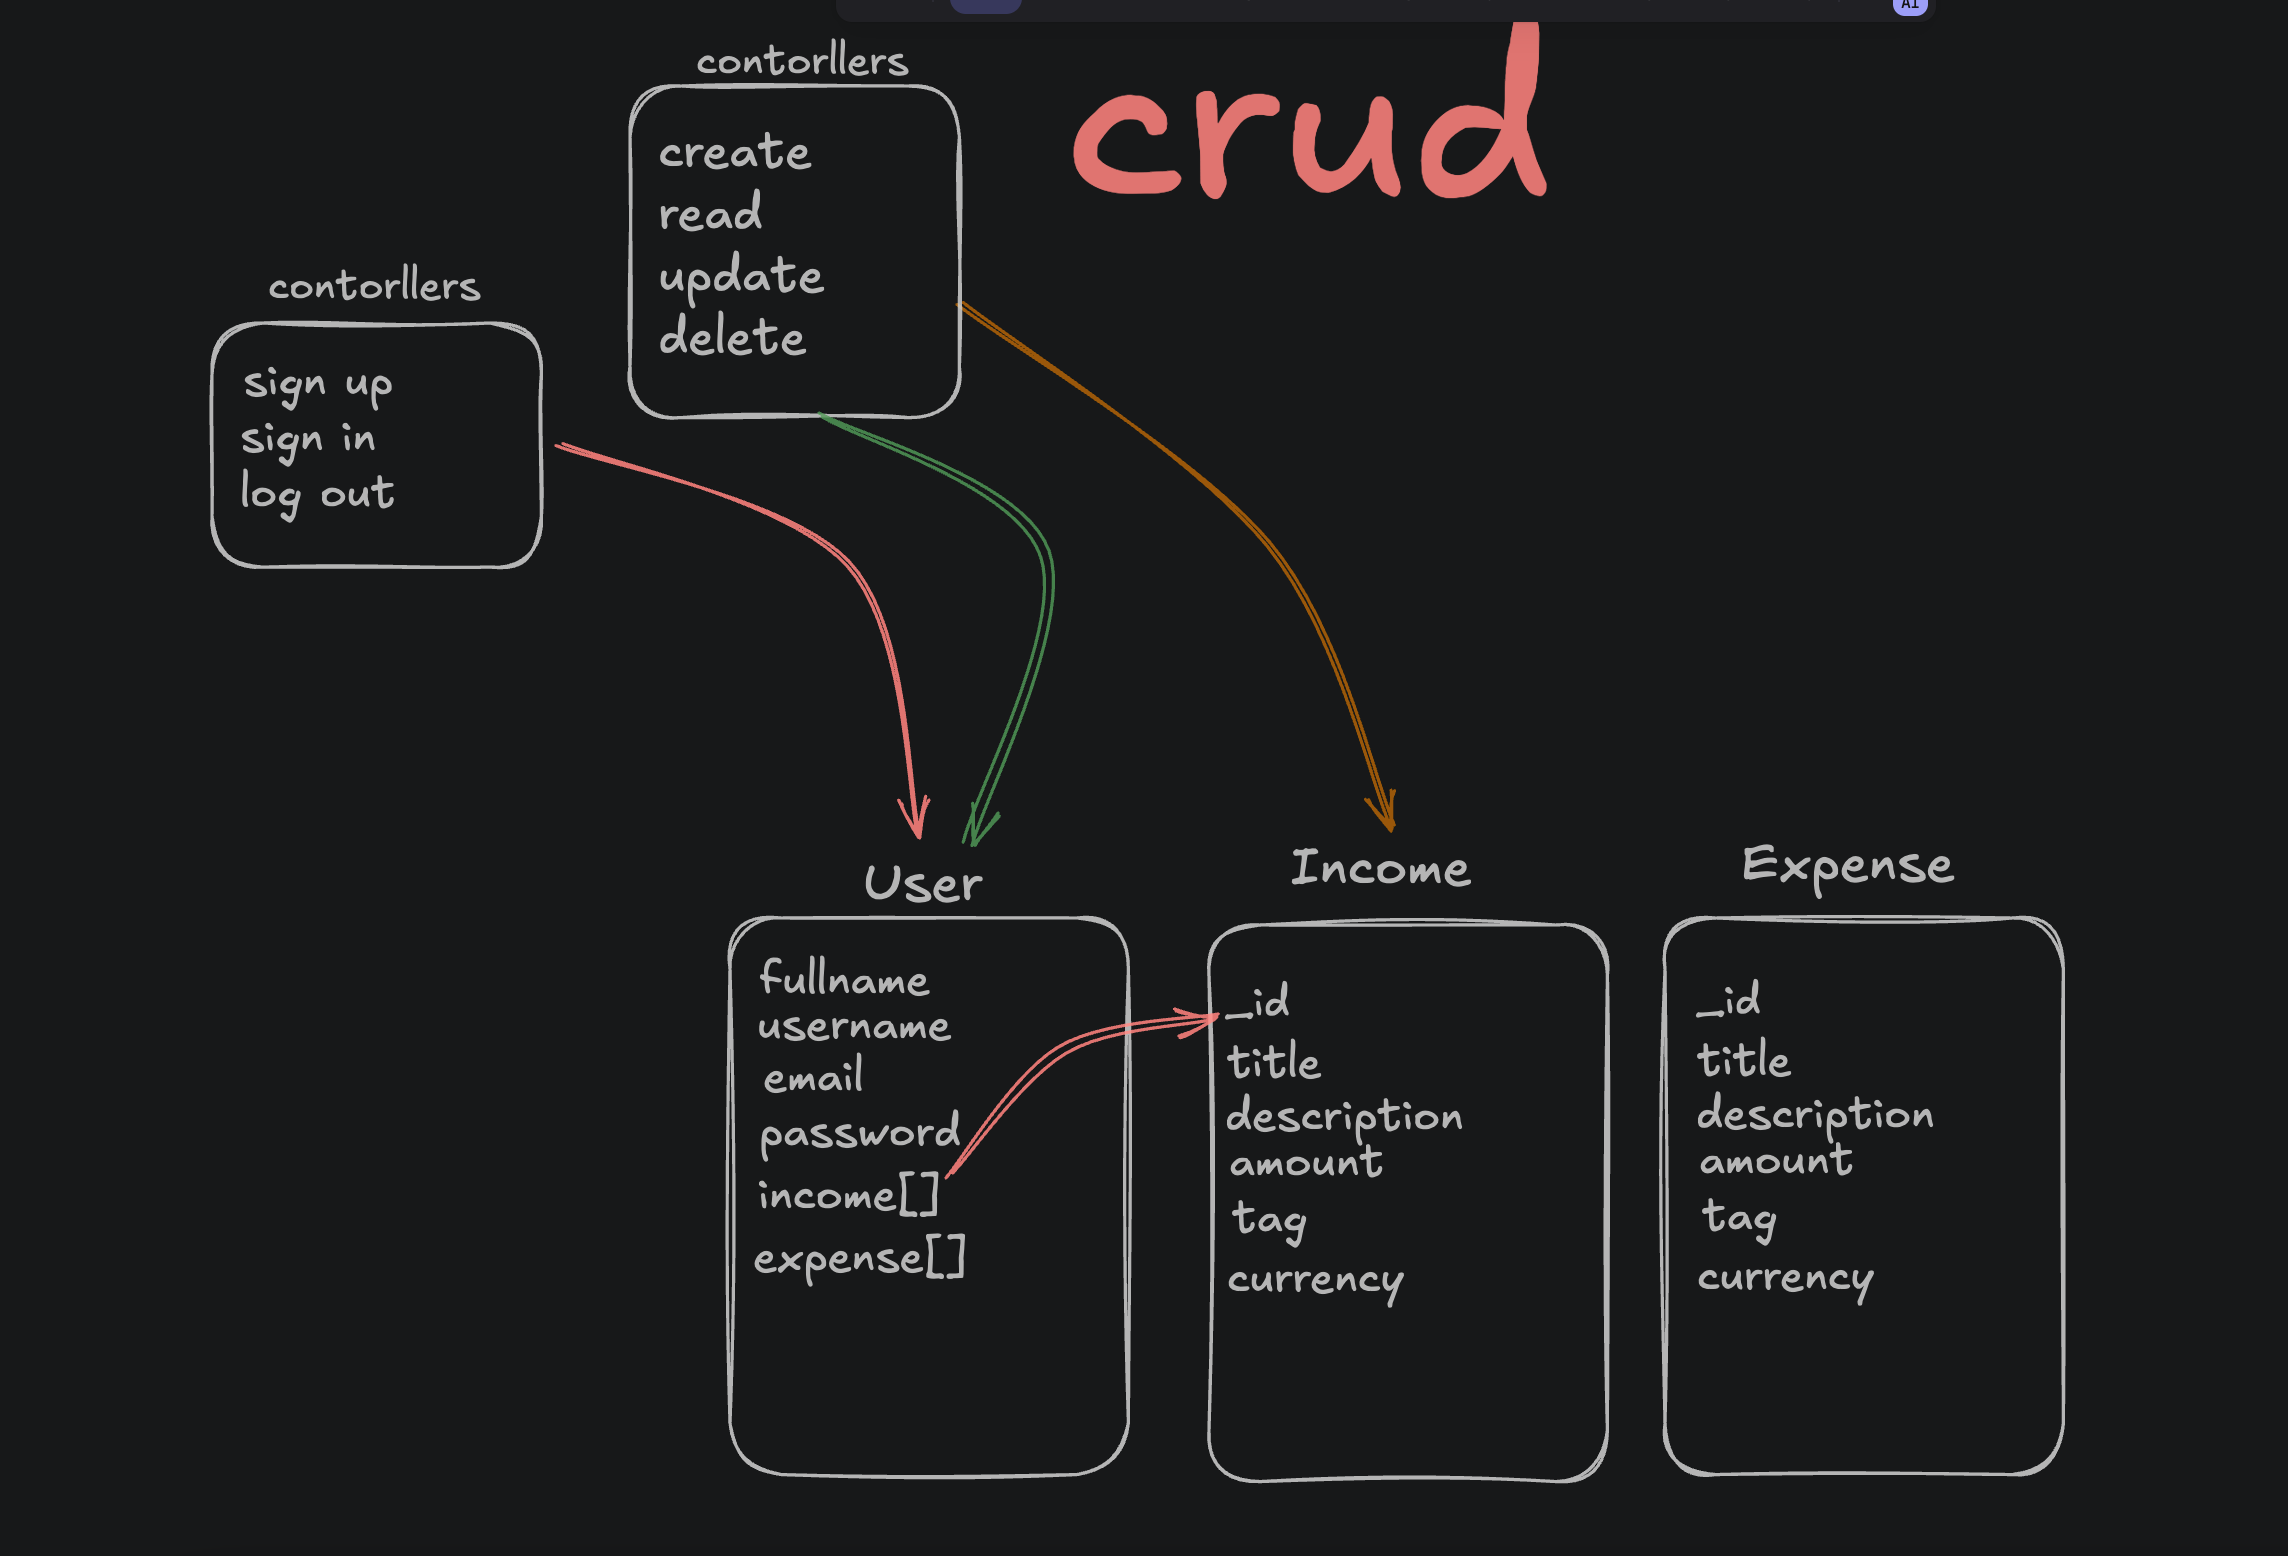 AI
crud
contorllers
create
read
update
delete
contorllers
sign up
sign in
log out
User
fullname
username
email
password
income[]
expense[]
Income
_id
title
description
amount
tag
currency
Expense
_id
title
description
amount
tag
currency